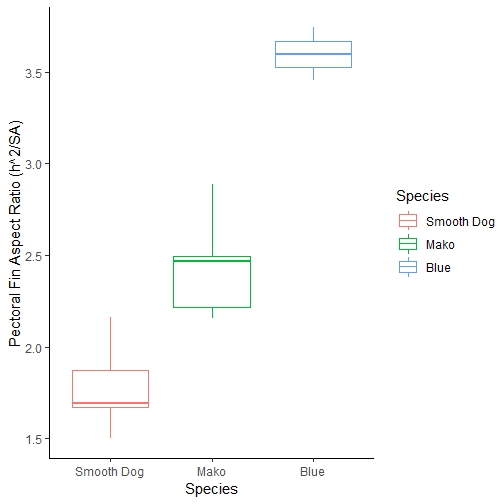 Pectoral Fin Aspect Ratio (h^2/SA)
3.5
3.0
2.5
2.0
1.5
Smooth Dog Mako Blue
Species
Species
Smooth Dog
Mako
Blue